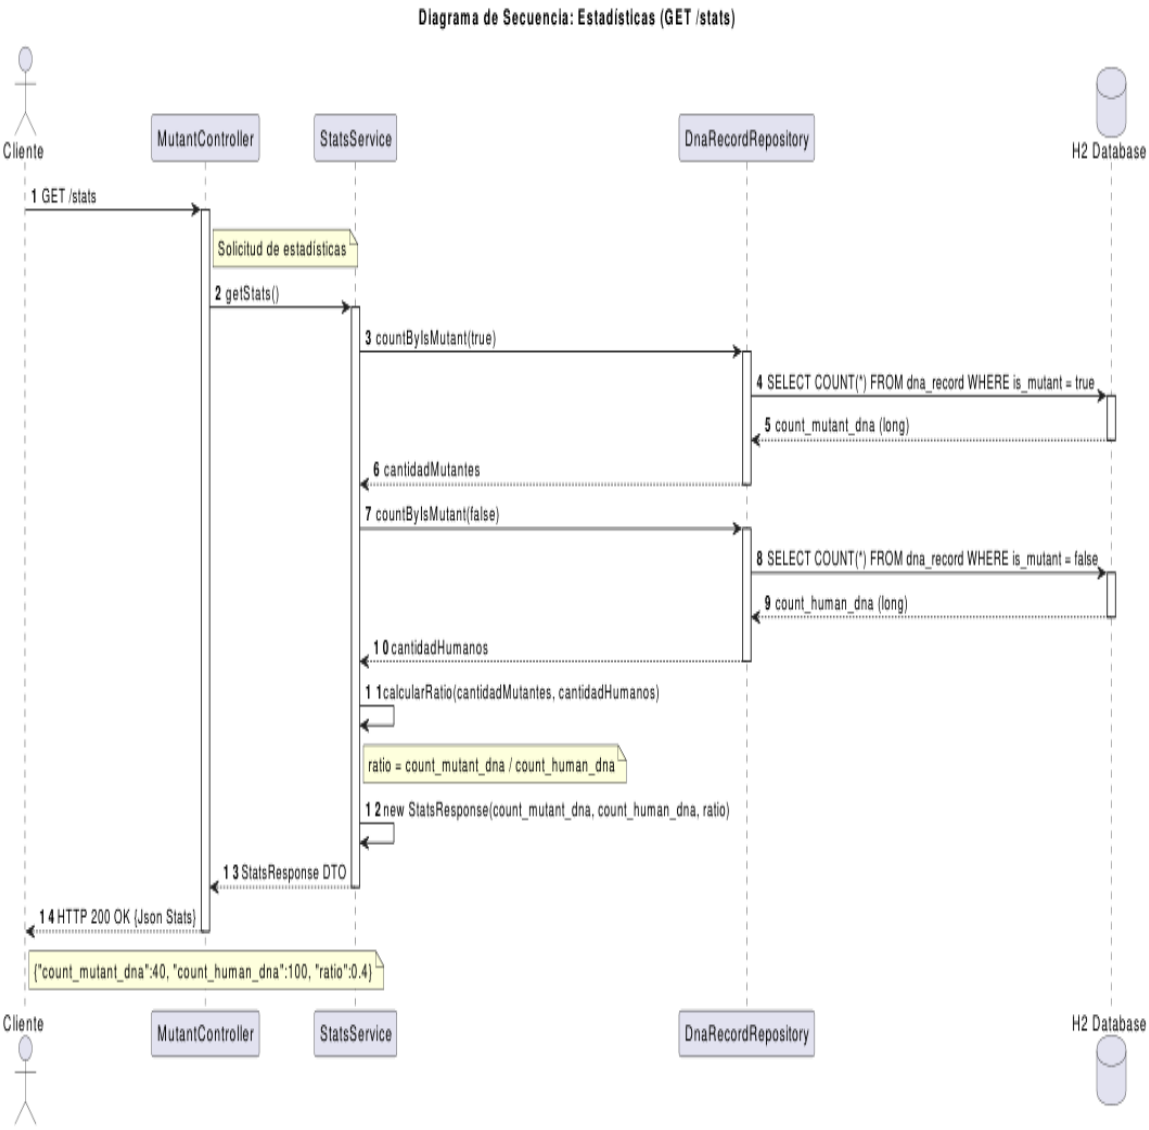 Diagrama de Secuencia: Estadísticas (GET /stats)
Cliente
MutantController
StatsService
DnaRecordRepository
H2 Database
1 GET /stats
Solicitud de estadísticas
2 getStats()
3 countByIsMutant(true)
4 SELECT COUNT(*) FROM dna_record WHERE is_mutant = true
5 count_mutant_dna (long)
6 cantidadMutantes
7 countByIsMutant(false)
8 SELECT COUNT(*) FROM dna_record WHERE is_mutant = false
9 count_human_dna (long)
10 cantidadHumanos
11 calcularRatio(cantidadMutantes, cantidadHumanos)
ratio = count_mutant_dna / count_human_dna
12 new StatsResponse(count_mutant_dna, count_human_dna, ratio)
13 StatsResponse DTO
14 HTTP 200 OK {Json Stats}
{"count_mutant_dna":40, "count_human_dna":100, "ratio":0.4}
Cliente
MutantController
StatsService
DnaRecordRepository
H2 Database